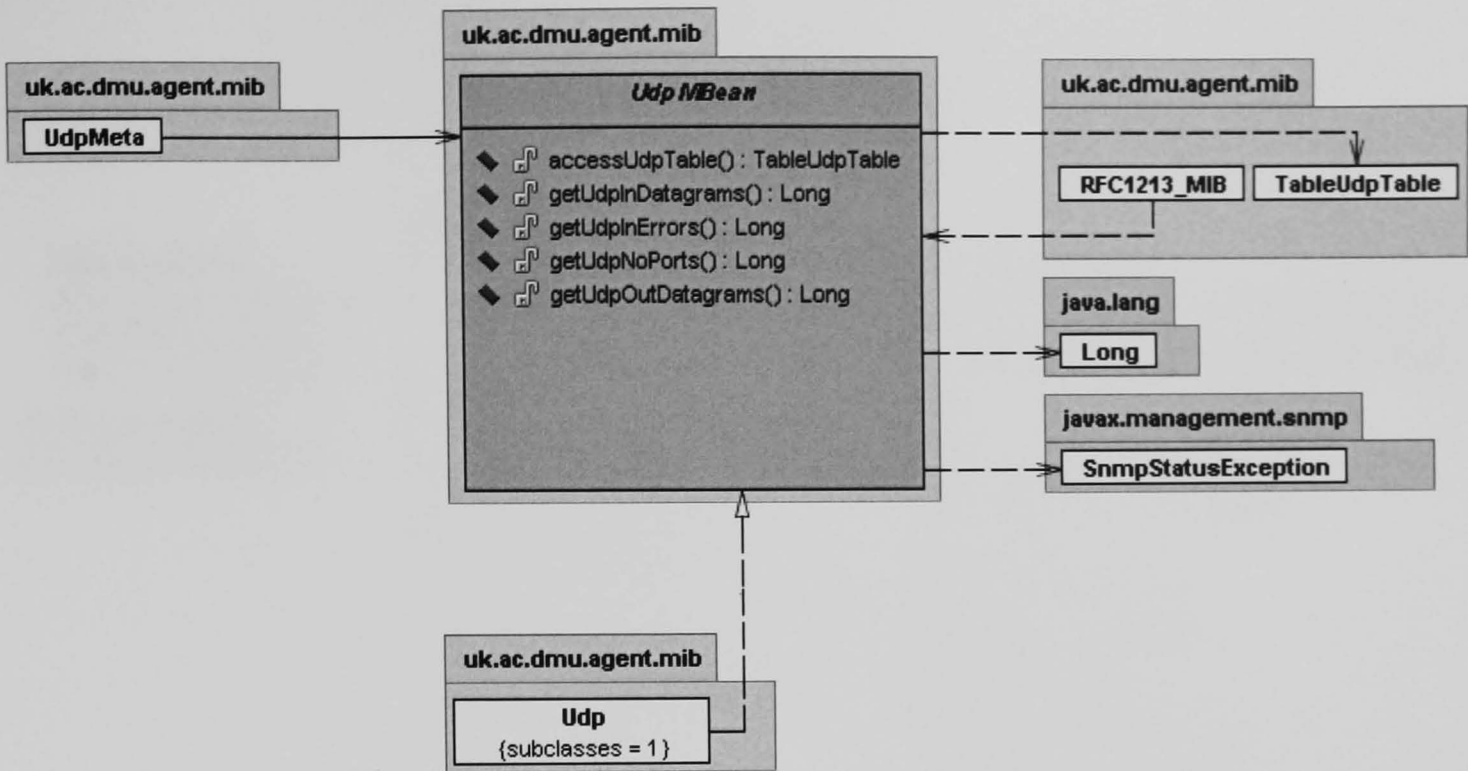 uk.ac.dmu.agent.mib
UdpMeta
uk.ac.dmu.agent.mib
UdpMBean
accessUdpTable() : TableUdpTable
getUdpInDatagrams() : Long
getUdpInErrors() : Long
getUdpNoPorts() : Long
getUdpOutDatagrams() : Long
uk.ac.dmu.agent.mib
RFC1213_MIB
TableUdpTable
java.lang
Long
javax.management.snmp
SnmpStatusException
uk.ac.dmu.agent.mib
Udp
{subclasses = 1}